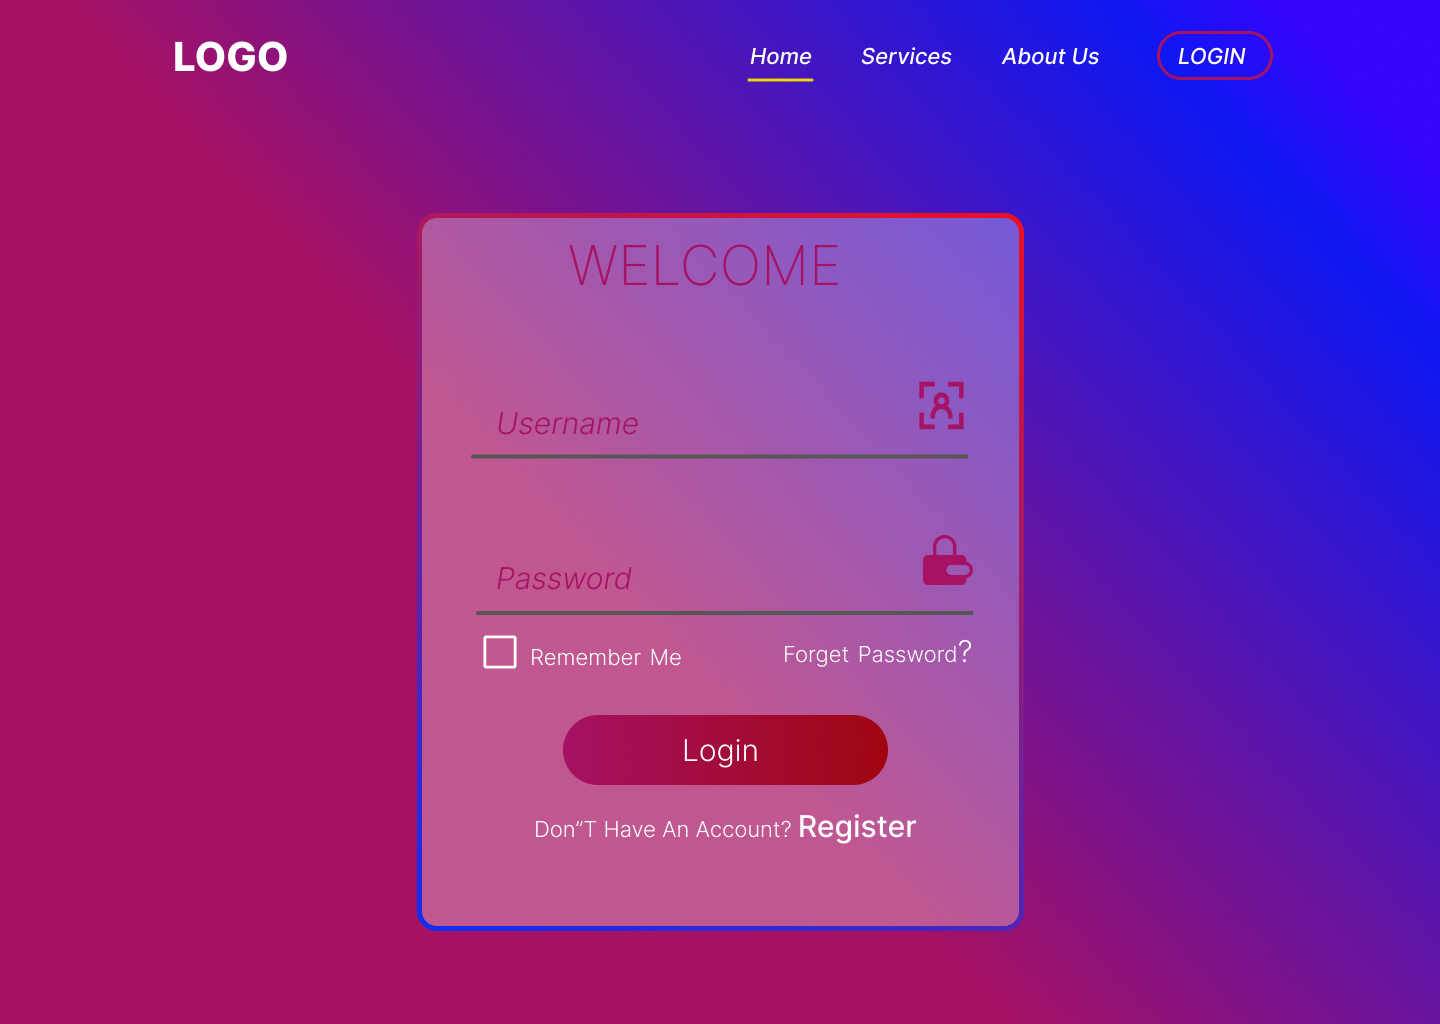 LOGO Home Services About Us LOGIN
WELCOME
Username
Password
Remember Me Forget Password?
Login
Don”T Have An Account? Register